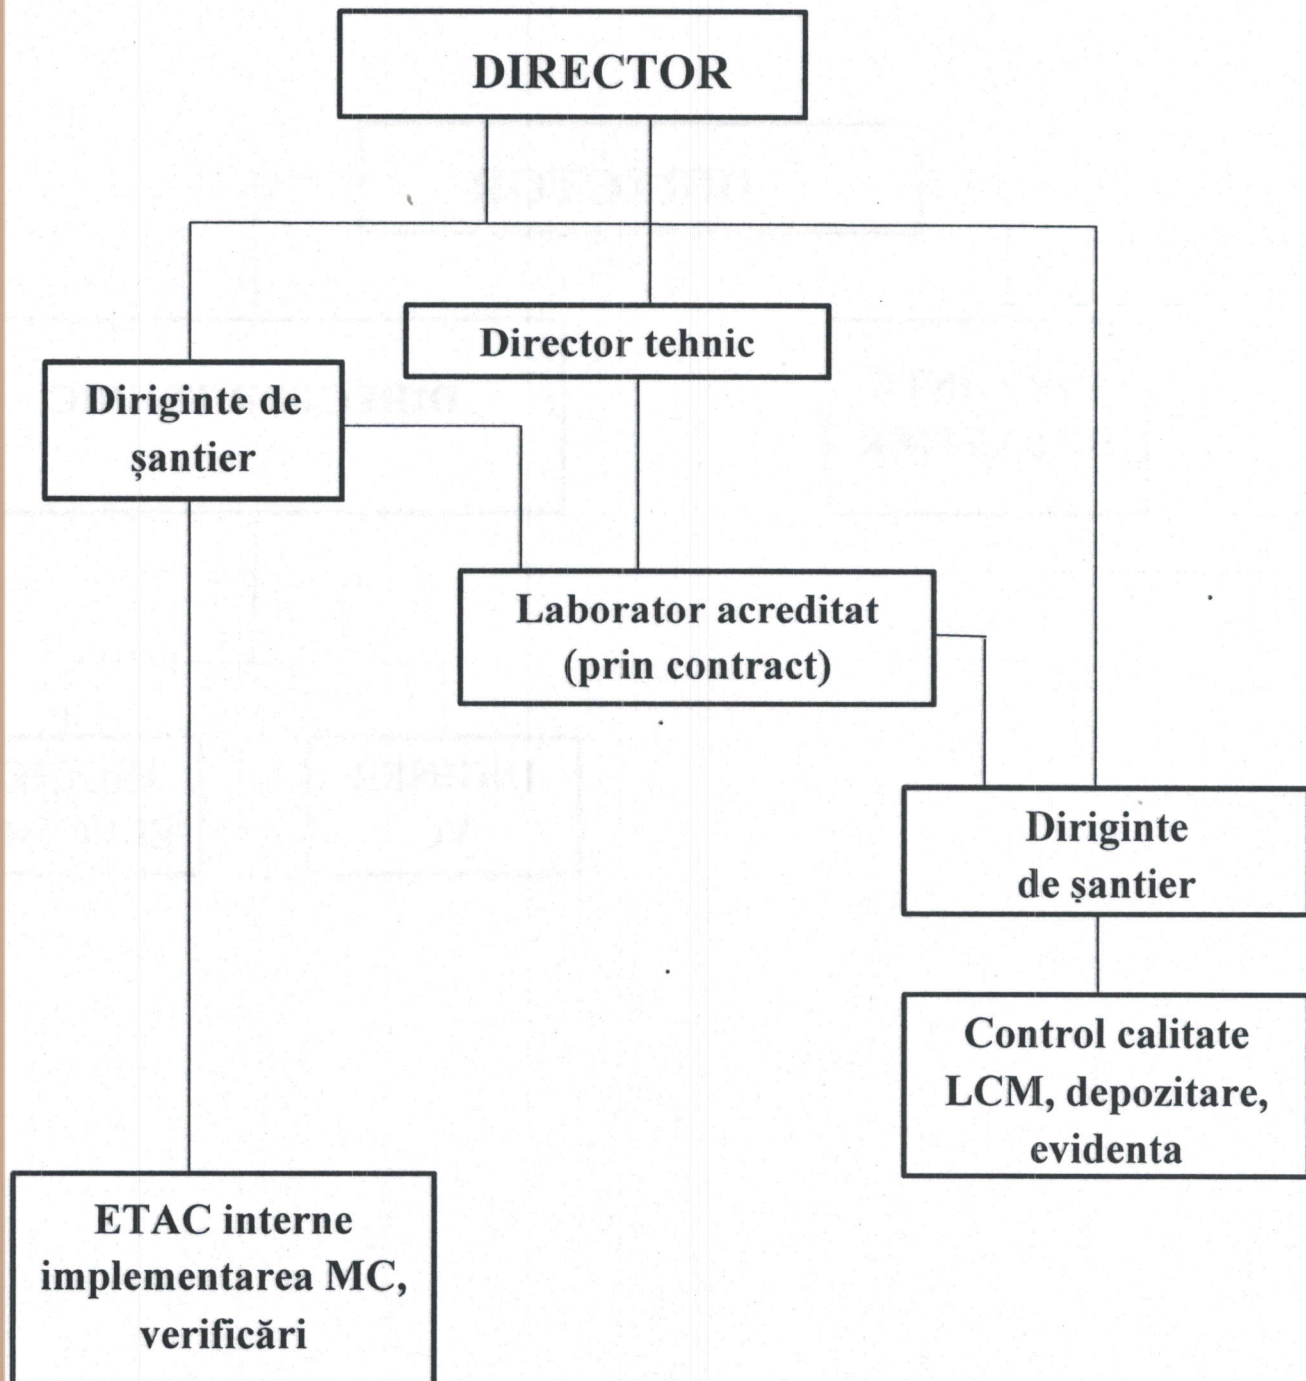 DIRECTOR
Director tehnic
Diriginte de
șantier
Laborator acreditat
(prin contract)
Diriginte
de șantier
Control calitate
LCM, depozitare,
evidenta
ETAC interne
implementarea MC,
verificări